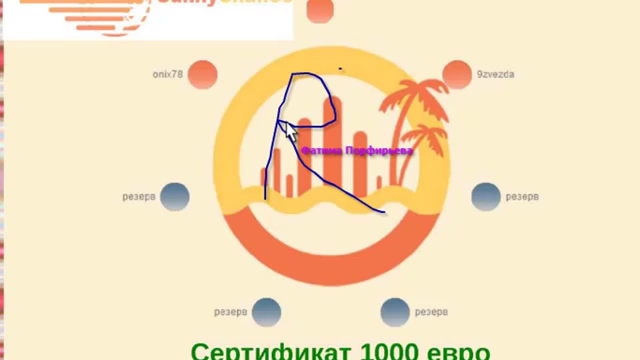 onix78
9zvezda
Фатима Порфирьева
резерв
резерв
резерв
резерв
Сертификат 1000 евро